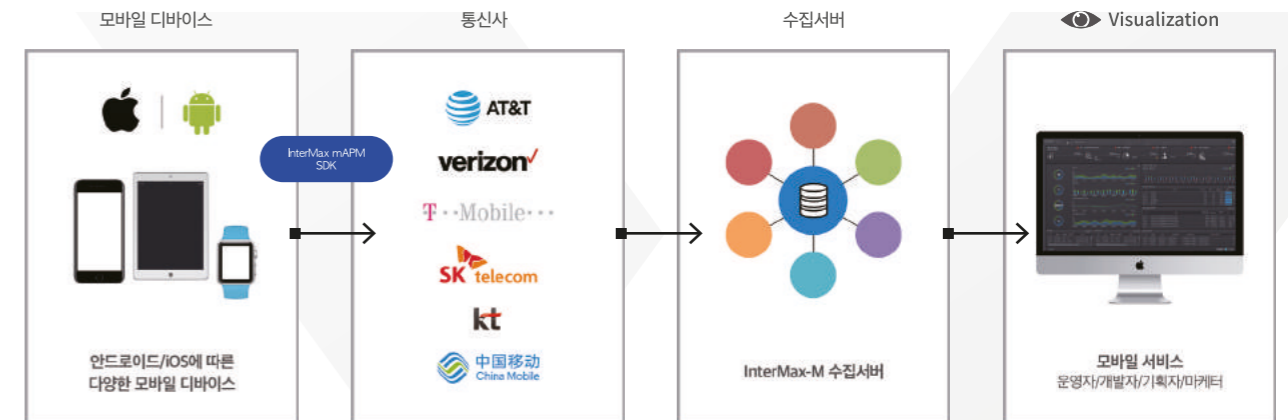 모바일 디바이스
통신사
수집서버
Visualization
InterMax mAPM
SDK
안드로이드/iOS에 따른
다양한 모바일 디바이스
AT&T
verizon
T··Mobile···
SK telecom
kt
中国移动
China Mobile
InterMax-M 수집서버
모바일 서비스
운영자/개발자/기획자/마케터